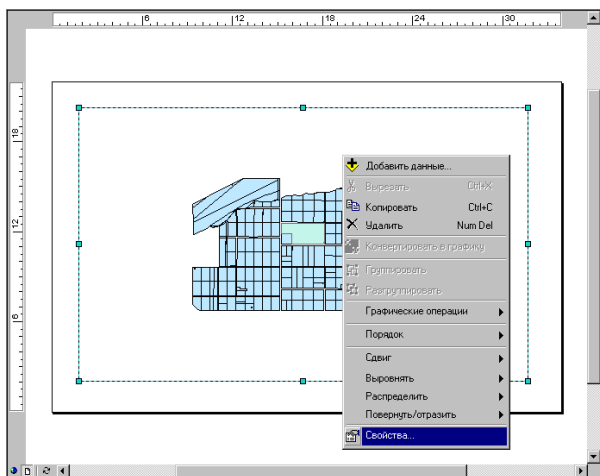 6 12 18 24 30
18
12
6
Добавить данные...
Вырезать Ctrl+X
Копировать Ctrl+C
Удалить Num Del
Конвертировать в графику
Группировать
Разгруппировать
Графические операции
Порядок
Сдвиг
Выровнять
Распределить
Повернуть/отразить
Свойства...